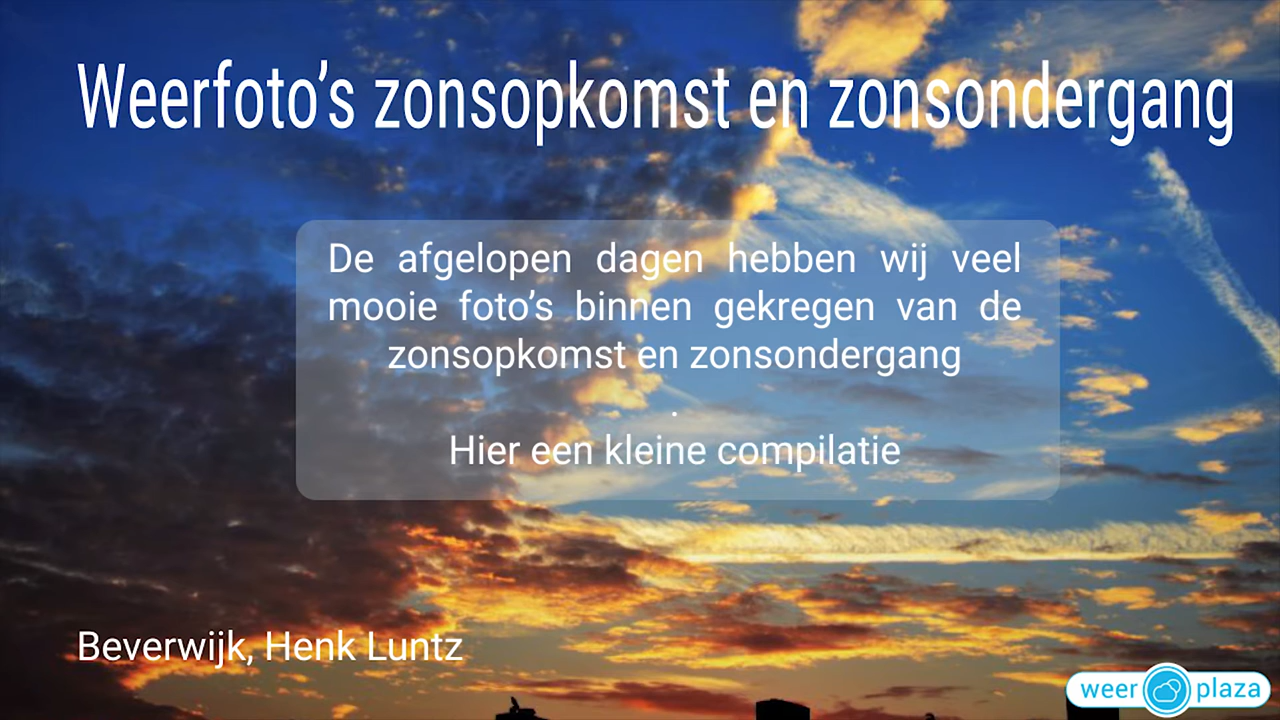 Weerfoto’s zonsopkomst en zonsondergang
De afgelopen dagen hebben wij veel
mooie foto’s binnen gekregen van de
zonsopkomst en zonsondergang
.
Hier een kleine compilatie
Beverwijk, Henk Luntz
weer plaza